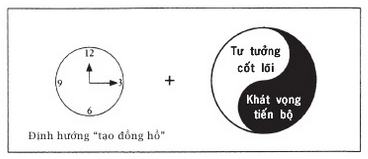 12
9
3
6
+
Tư tưởng
cốt lõi
Khát vọng
tiến bộ
Định hướng "tạo đồng hồ"